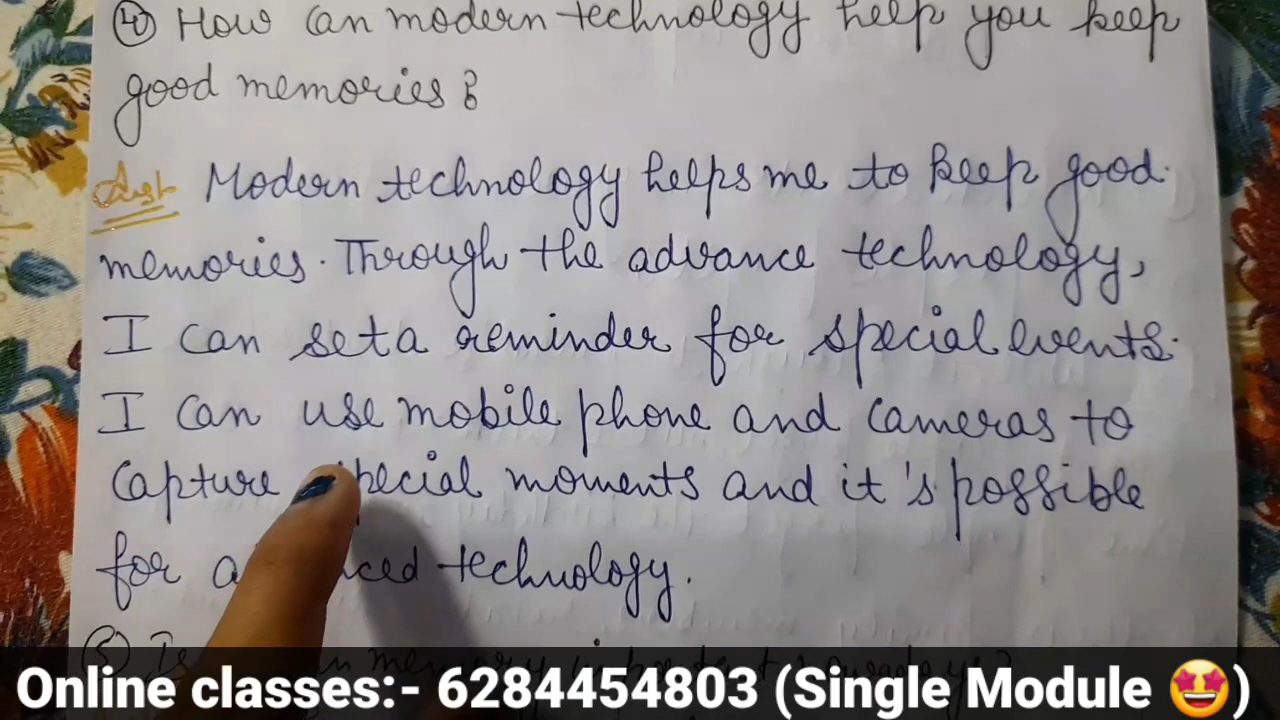 ④ How can modern technology help you keep
good memories?
Ans Modern technology helps me to keep good
memories. Through the advance technology,
I can set a reminder for special events.
I can use mobile phone and cameras to
capture special moments and it's possible
for technology.
⑤
Online classes:- 6284454803 (Single Module 🤩)